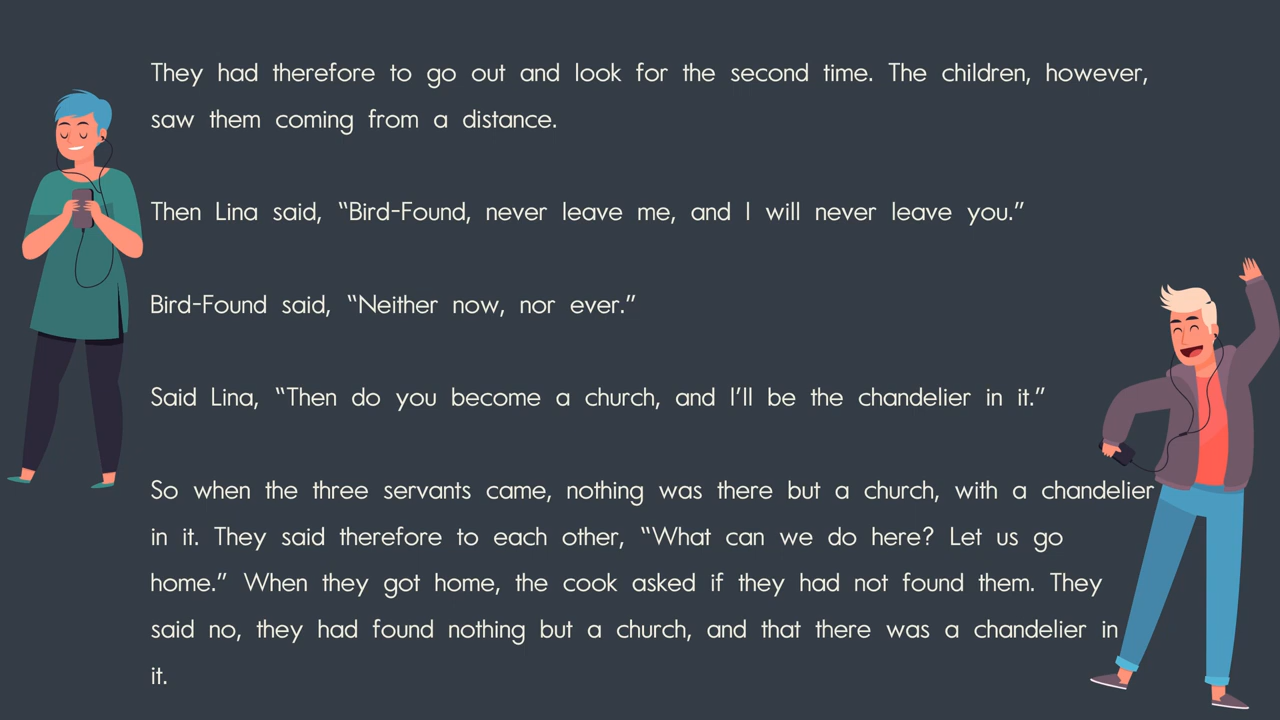 They had therefore to go out and look for the second time. The children, however,
saw them coming from a distance.
Then Lina said, “Bird-Found, never leave me, and I will never leave you.”
Bird-Found said, “Neither now, nor ever.”
Said Lina, “Then do you become a church, and I’ll be the chandelier in it.”
So when the three servants came, nothing was there but a church, with a chandelier
in it. They said therefore to each other, “What can we do here? Let us go
home.” When they got home, the cook asked if they had not found them. They
said no, they had found nothing but a church, and that there was a chandelier in
it.